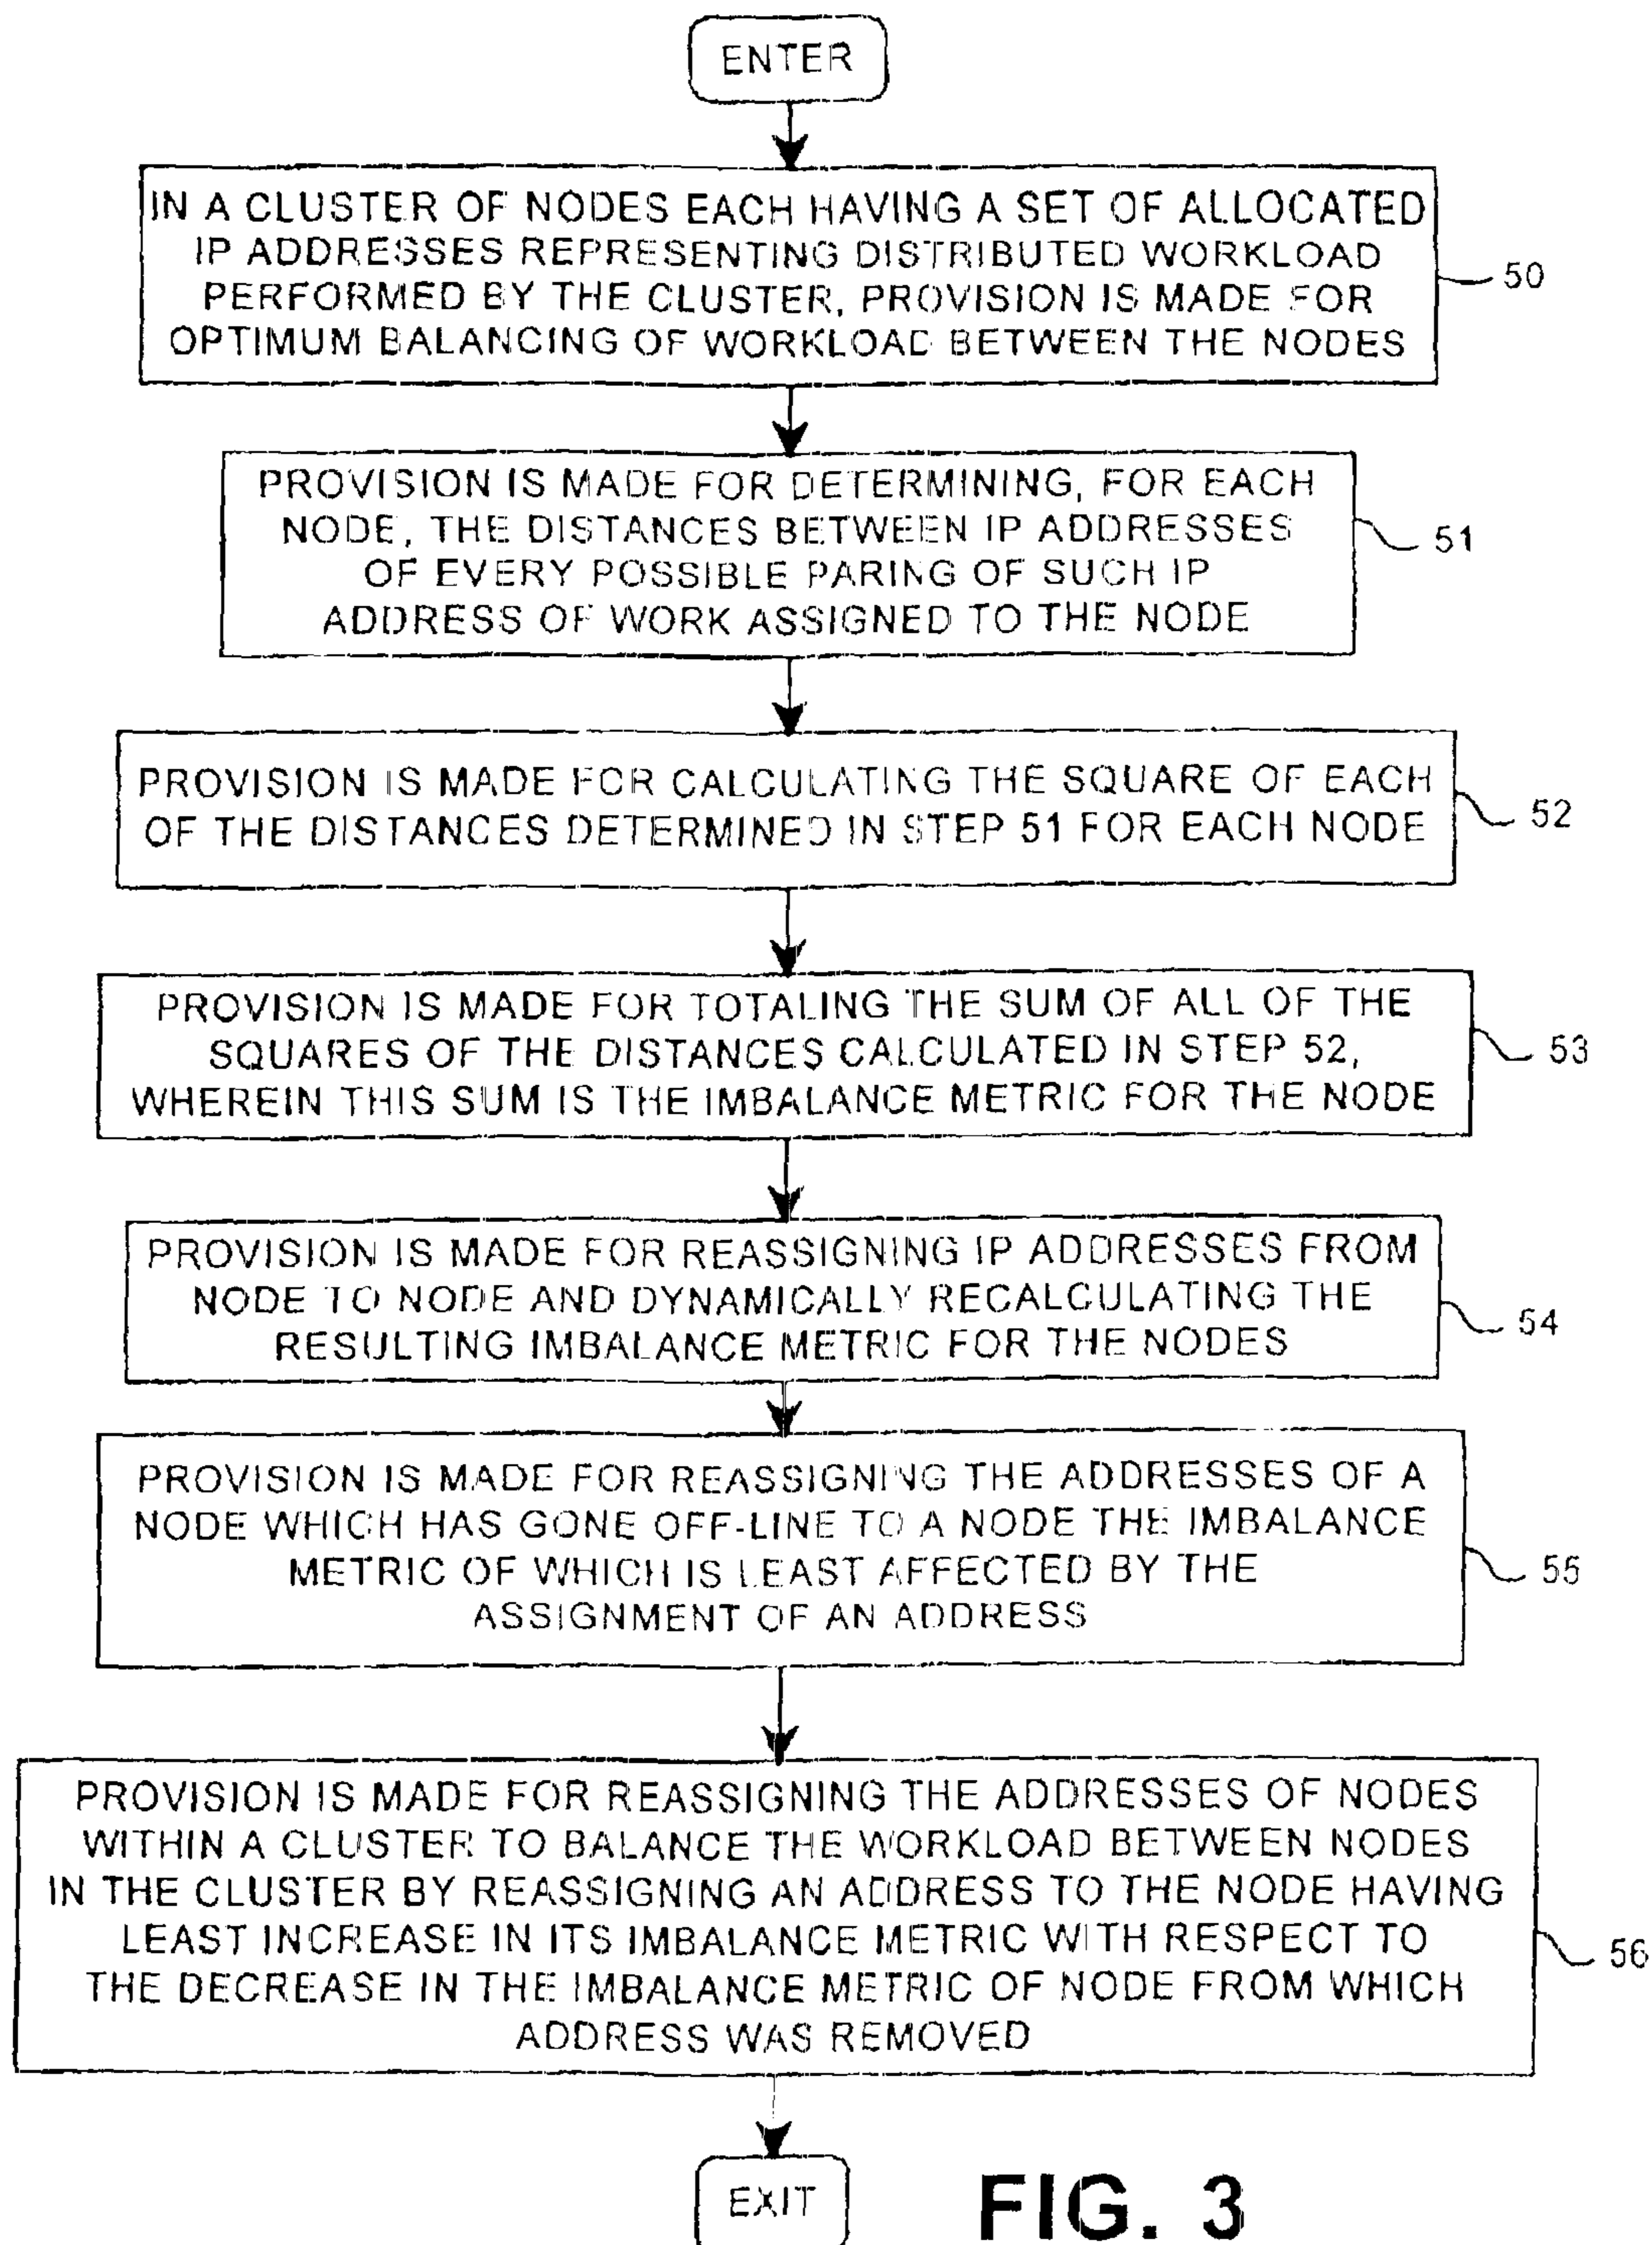 ENTER
IN A CLUSTER OF NODES EACH HAVING A SET OF ALLOCATED
IP ADDRESSES REPRESENTING DISTRIBUTED WORKLOAD
PERFORMED BY THE CLUSTER, PROVISION IS MADE FOR
OPTIMUM BALANCING OF WORKLOAD BETWEEN THE NODES
50
PROVISION IS MADE FOR DETERMINING, FOR EACH
NODE, THE DISTANCES BETWEEN IP ADDRESSES
OF EVERY POSSIBLE PARING OF SUCH IP
ADDRESS OF WORK ASSIGNED TO THE NODE
51
PROVISION IS MADE FOR CALCULATING THE SQUARE OF EACH
OF THE DISTANCES DETERMINED IN STEP 51 FOR EACH NODE
52
PROVISION IS MADE FOR TOTALING THE SUM OF ALL OF THE
SQUARES OF THE DISTANCES CALCULATED IN STEP 52,
WHEREIN THIS SUM IS THE IMBALANCE METRIC FOR THE NODE
53
PROVISION IS MADE FOR REASSIGNING IP ADDRESSES FROM
NODE TO NODE AND DYNAMICALLY RECALCULATING THE
RESULTING IMBALANCE METRIC FOR THE NODES
54
PROVISION IS MADE FOR REASSIGNING THE ADDRESSES OF A
NODE WHICH HAS GONE OFF-LINE TO A NODE THE IMBALANCE
METRIC OF WHICH IS LEAST AFFECTED BY THE
ASSIGNMENT OF AN ADDRESS
55
PROVISION IS MADE FOR REASSIGNING THE ADDRESSES OF NODES
WITHIN A CLUSTER TO BALANCE THE WORKLOAD BETWEEN NODES
IN THE CLUSTER BY REASSIGNING AN ADDRESS TO THE NODE HAVING
LEAST INCREASE IN ITS IMBALANCE METRIC WITH RESPECT TO
THE DECREASE IN THE IMBALANCE METRIC OF NODE FROM WHICH
ADDRESS WAS REMOVED
56
EXIT
FIG. 3